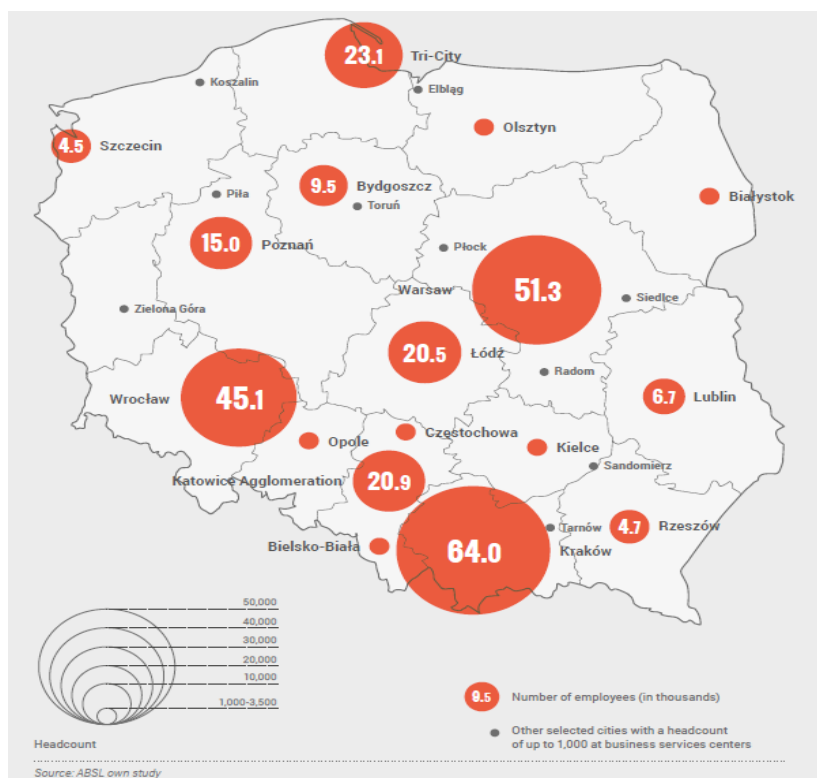 23.1 Tri-City
Koszalin
Elbląg
Olsztyn
4.5 Szczecin
9.5 Bydgoszcz
Piła
Toruń
Białystok
15.0 Poznań
Płock
Warsaw 51.3
Siedlce
Zielona Góra
20.5 Łódź
Radom
Wrocław 45.1
6.7 Lublin
Opole
Częstochowa
Kielce
Sandomierz
Katowice Agglomeration 20.9
Tarnów
4.7 Rzeszów
Bielsko-Biała
64.0 Kraków
50,000
40,000
30,000
20,000
10,000
1,000-3,500
Headcount
9.5 Number of employees (in thousands)
Other selected cities with a headcount
of up to 1,000 at business services centers
Source: ABSL own study